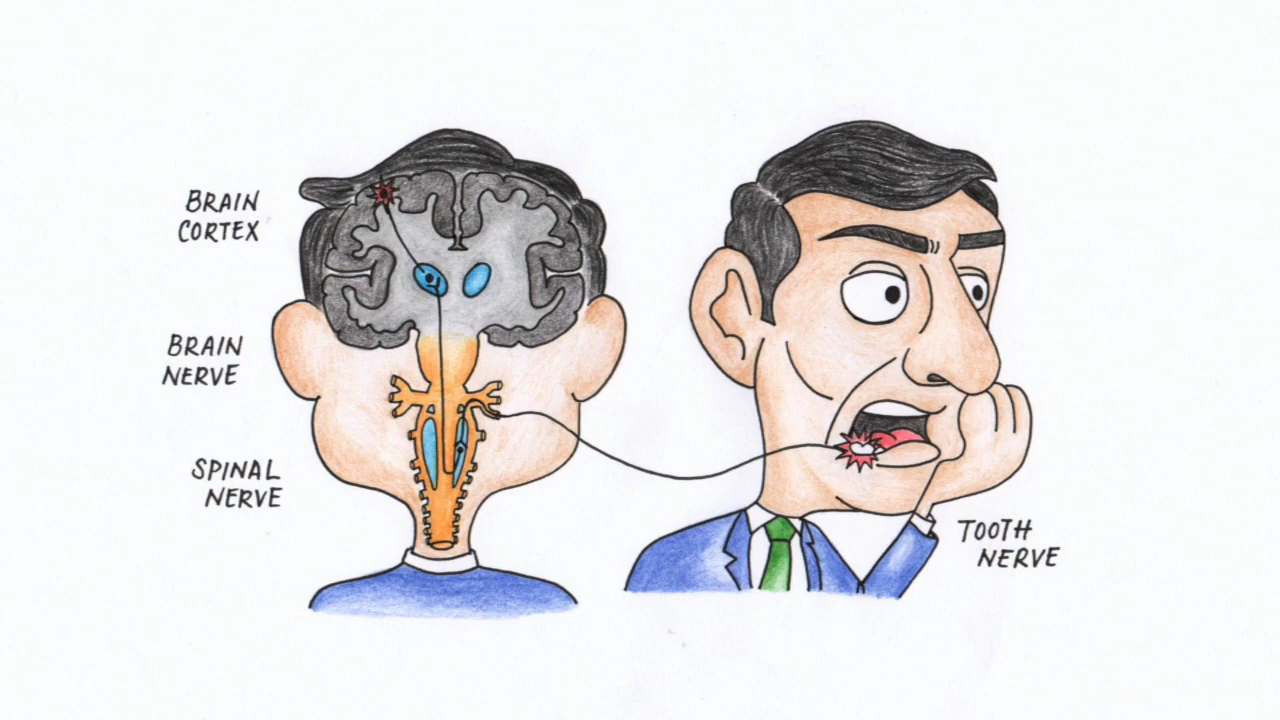 BRAIN
CORTEX
BRAIN
NERVE
SPINAL
NERVE
TOOTH
NERVE